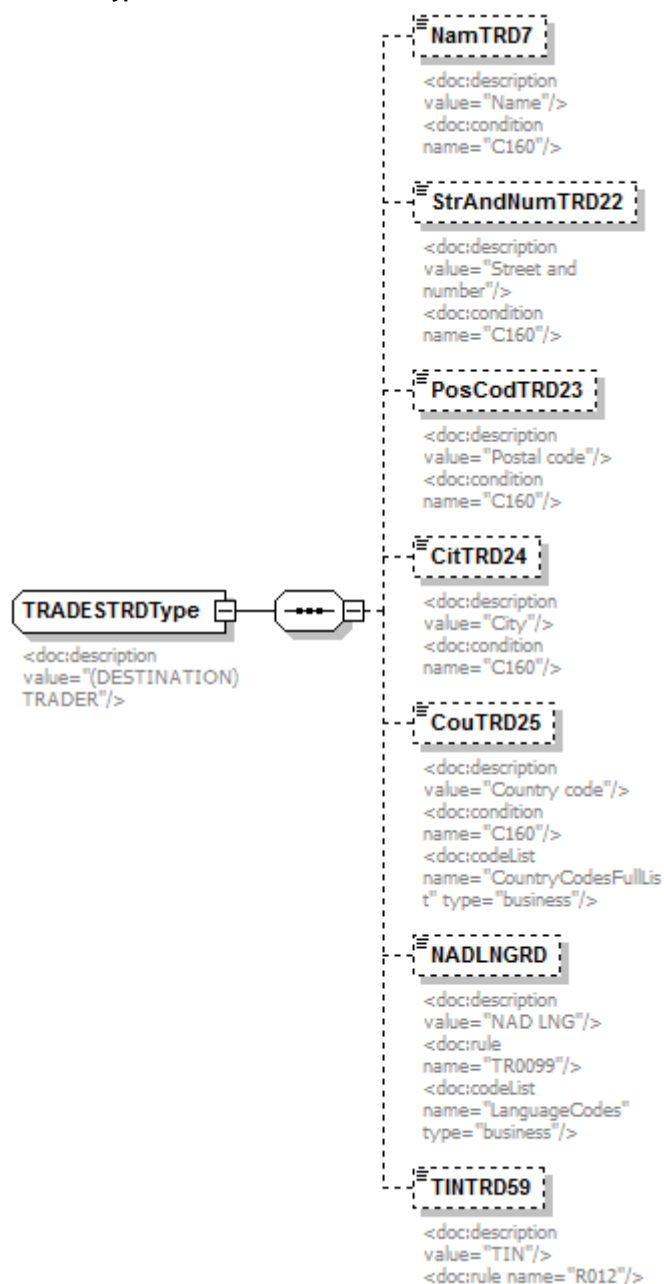 NamTRD7
<doc:description
value="Name"/>
<doc:condition
name="C160"/>
StrAndNumTRD22
<doc:description
value="Street and
number"/>
<doc:condition
name="C160"/>
PosCodTRD23
<doc:description
value="Postal code"/>
<doc:condition
name="C160"/>
CitTRD24
<doc:description
value="City"/>
<doc:condition
name="C160"/>
TRADESTRDType
<doc:description
value="(DESTINATION)
TRADER"/>
CouTRD25
<doc:description
value="Country code"/>
<doc:condition
name="C160"/>
<doc:codeList
name="CountryCodesFullLis
t" type="business"/>
NADLNGRD
<doc:description
value="NAD LNG"/>
<doc:rule
name="TR0099"/>
<doc:codeList
name="LanguageCodes"
type="business"/>
TINTRD59
<doc:description
value="TIN"/>
<doc:rule name="R012"/>